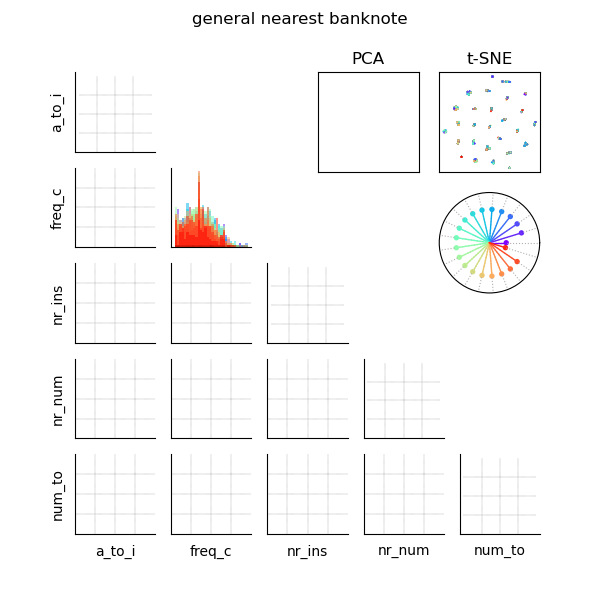 general nearest banknote
PCA
t-SNE
a_to_i
freq_c
nr_ins
nr_num
num_to
a_to_i
freq_c
nr_ins
nr_num
num_to